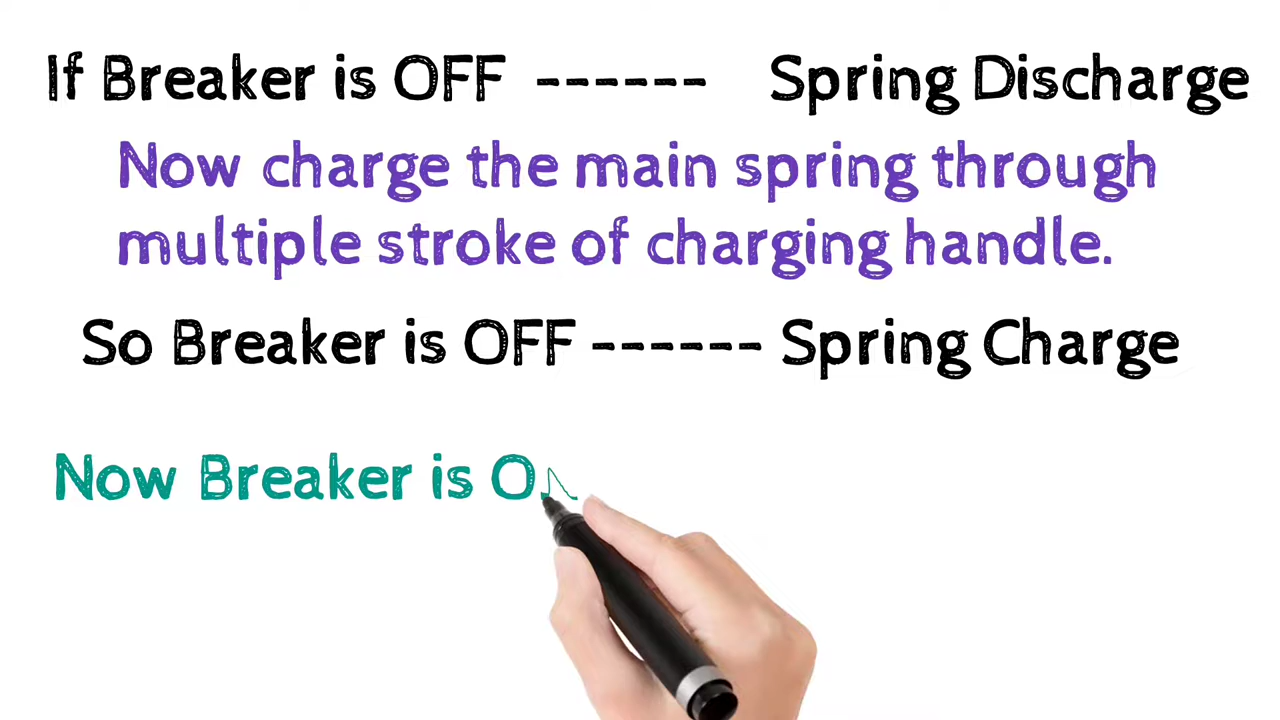 If Breaker is OFF ------ Spring Discharge
Now charge the main spring through
multiple stroke of charging handle.
So Breaker is OFF ------ Spring Charge
Now Breaker is O